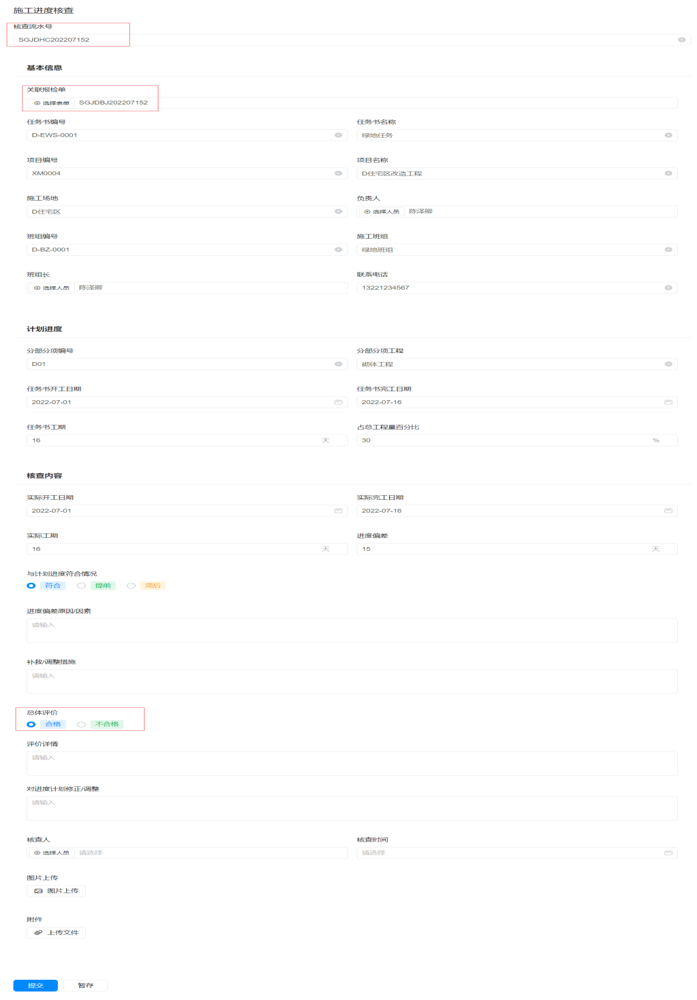 施工进度核查
核查流水号
SGJDHC202207152
基本信息
关联报检单
选择表单 SGJDBJ202207152
任务书编号 任务书名称
D-EWS-0001 绿地任务
项目编号 项目名称
XM0004 D住宅区改造工程
施工场地 负责人
D住宅区 选择人员 陈泽卿
班组编号 施工班组
D-BZ-0001 绿地班组
班组长 联系电话
选择人员 陈泽卿 13221234567
计划进度
分部分项编号 分部分项工程
D01 砌体工程
任务书开工日期 任务书完工日期
2022-07-01 2022-07-16
任务书工期 占总工程量百分比
16 天 30 %
核查内容
实际开工日期 实际完工日期
2022-07-01 2022-07-16
实际工期 进度偏差
16 天 15 天
与计划进度符合情况
符合 提前 滞后
进度偏差原因/因素
请输入
补救/调整措施
请输入
总体评价
合格 不合格
评价详情
请输入
对进度计划修正/调整
请输入
核查人 核查时间
选择人员 请选择 请选择
图片上传
图片上传
附件
上传文件
提交 暂存